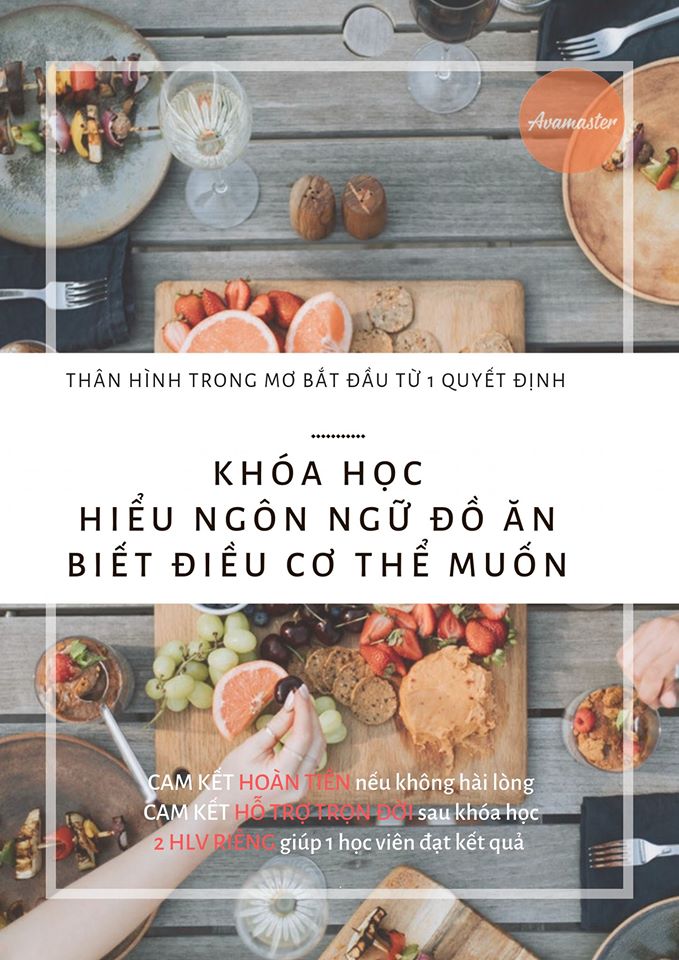 Avamaster
THÂN HÌNH TRONG MƠ BẮT ĐẦU TỪ 1 QUYẾT ĐỊNH
KHÓA HỌC
HIỂU NGÔN NGỮ ĐỒ ĂN
BIẾT ĐIỀU CƠ THỂ MUỐN
CAM KẾT HOÀN TIỀN nếu không hài lòng
CAM KẾT HỖ TRỢ TRỌN ĐỜI sau khóa học
2 HLV RIÊNG giúp 1 học viên đạt kết quả